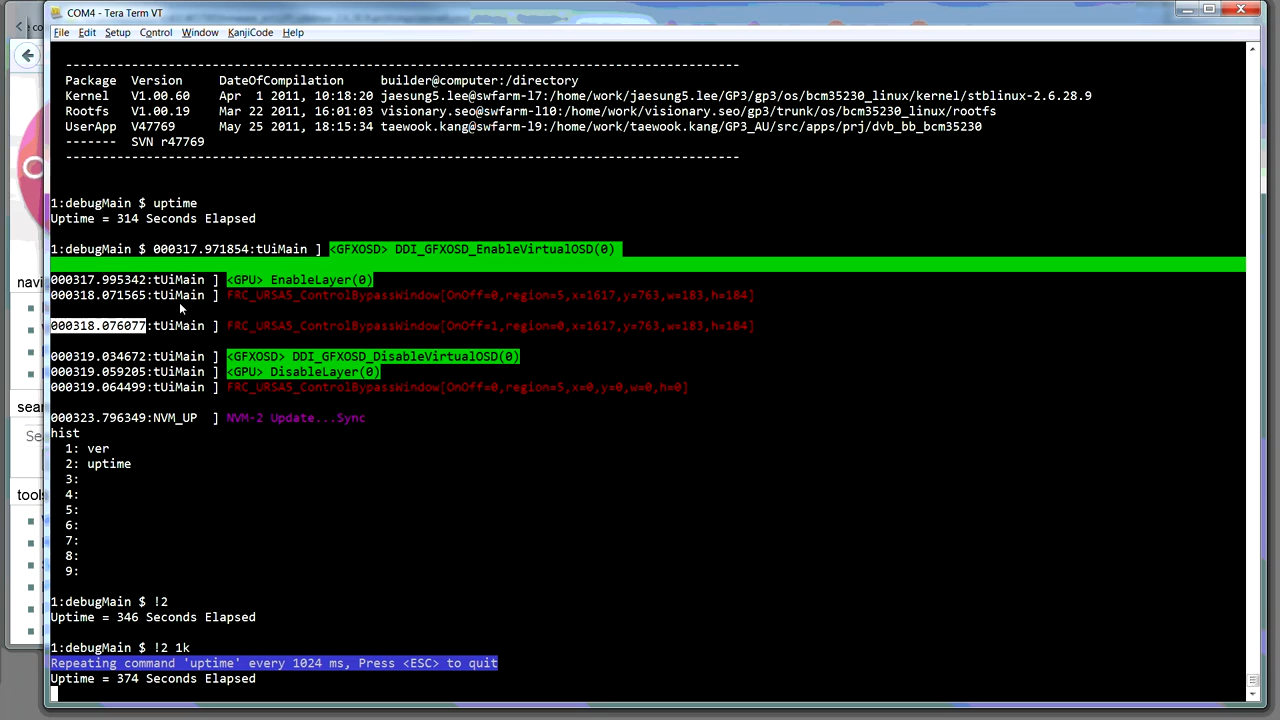 COM4 - Tera Term VT
File Edit Setup Control Window KanjiCode Help
--------------------------------------------------------------------------------------------
Package Version DateOfCompilation builder@computer:/directory
Kernel V1.00.60 Apr 1 2011, 10:18:20 jaesung5.lee@swfarm-l7:/home/work/jaesung5.lee/GP3/gp3/os/bcm35230_linux/kernel/stblinux-2.6.28.9
Rootfs V1.00.19 Mar 22 2011, 16:01:03 visionary.seo@swfarm-l10:/home/work/visionary.seo/gp3/trunk/os/bcm35230_linux/rootfs
UserApp V47769 May 25 2011, 18:15:34 taewook.kang@swfarm-l9:/home/work/taewook.kang/GP3_AU/src/apps/prj/dvb_bb_bcm35230
------- SVN r47769
--------------------------------------------------------------------------------------------
1:debugMain $ uptime
Uptime = 314 Seconds Elapsed
1:debugMain $ 000317.971854:tUiMain ] <GFXOSD> DDI_GFXOSD_EnableVirtualOSD(0)
000317.995342:tUiMain ] <GPU> EnableLayer(0)
000318.071565:tUiMain ] FRC_URSA5_ControlBypassWindow[OnOff=0,region=5,x=1617,y=763,w=183,h=184]
000318.076077:tUiMain ] FRC_URSA5_ControlBypassWindow[OnOff=1,region=0,x=1617,y=763,w=183,h=184]
000319.034672:tUiMain ] <GFXOSD> DDI_GFXOSD_DisableVirtualOSD(0)
000319.059205:tUiMain ] <GPU> DisableLayer(0)
000319.064499:tUiMain ] FRC_URSA5_ControlBypassWindow[OnOff=0,region=5,x=0,y=0,w=0,h=0]
000323.796349:NVM_UP ] NVM-2 Update...Sync
hist
1: ver
2: uptime
3:
4:
5:
6:
7:
8:
9:
1:debugMain $ !2
Uptime = 346 Seconds Elapsed
1:debugMain $ !2 1k
Repeating command 'uptime' every 1024 ms, Press <ESC> to quit
Uptime = 374 Seconds Elapsed
navi
sear
Se
tools